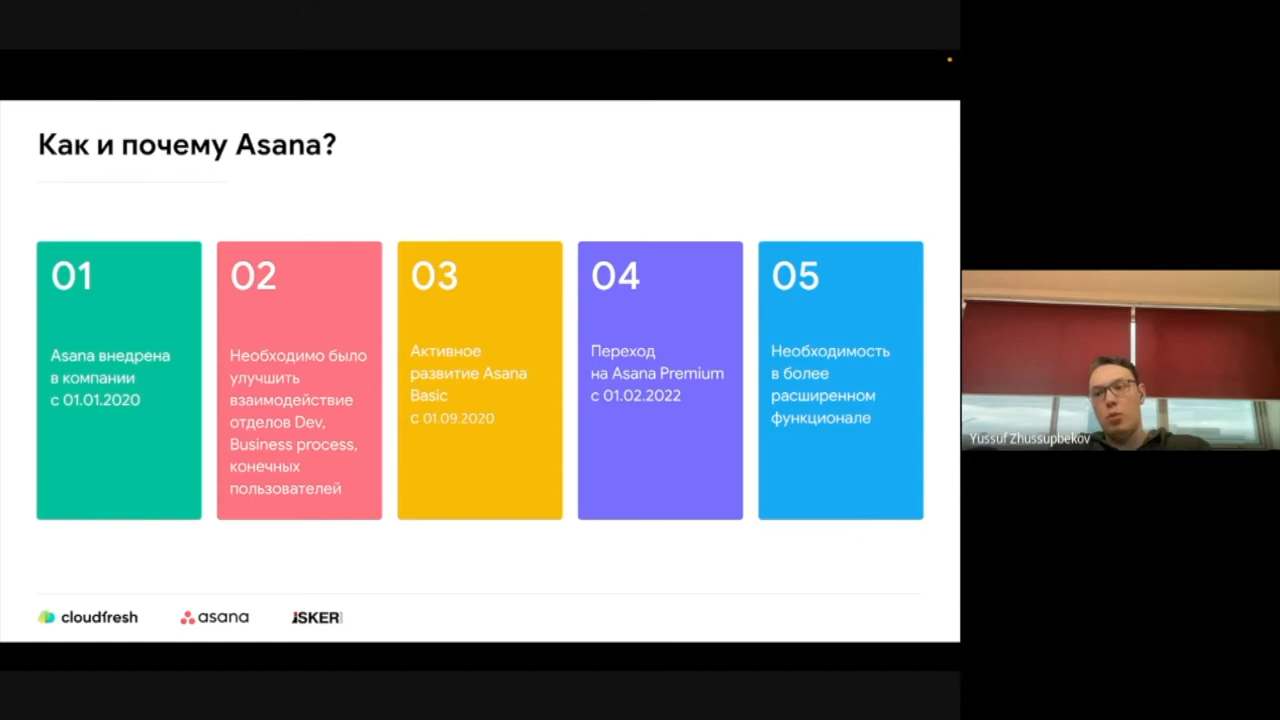 Как и почему Asana?
01
Asana внедрена
в компании
с 01.01.2020
02
Необходимо было
улучшить
взаимодействие
отделов Dev,
Business process,
конечных
пользователей
03
Активное
развитие Asana
Basic
с 01.09.2020
04
Переход
на Asana Premium
с 01.02.2022
05
Необходимость
в более
расширенном
функционале
cloudfresh
asana
iSKER
Yussuf Zhussupbekov